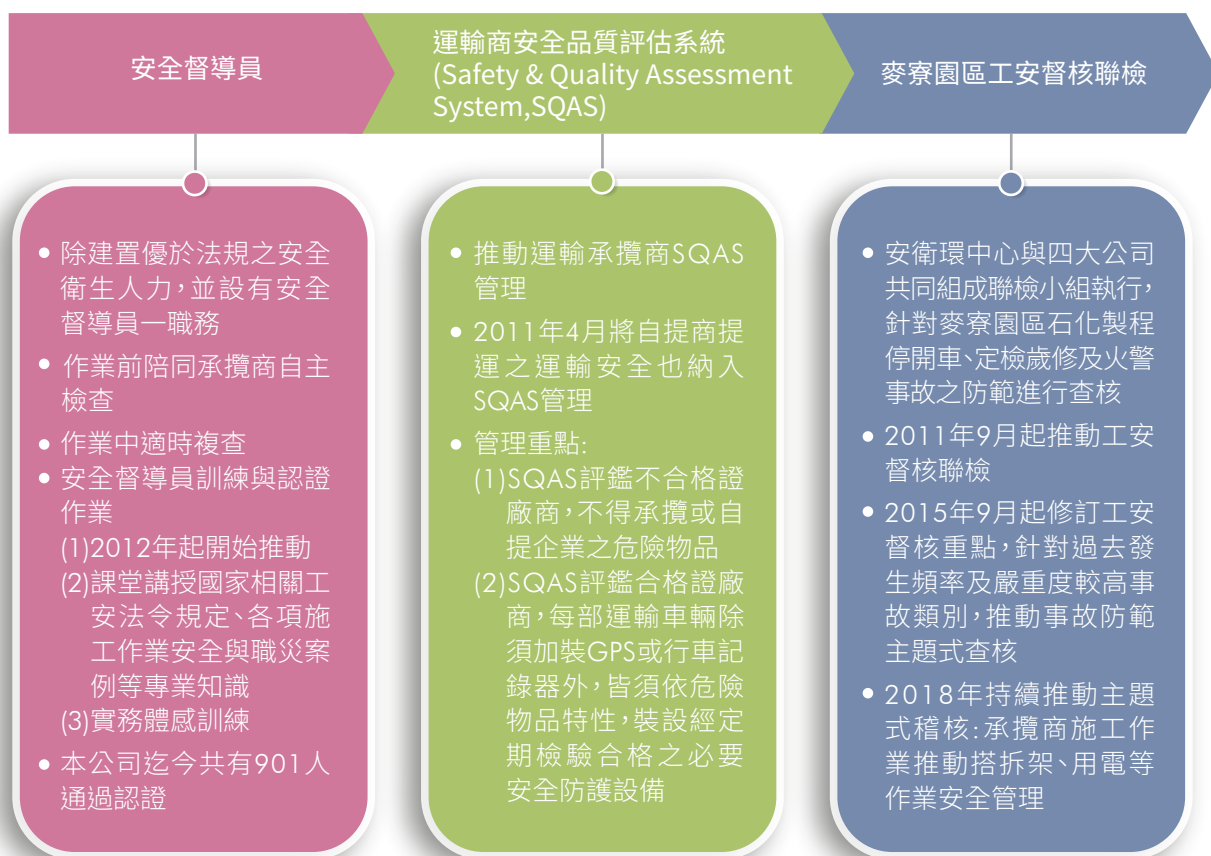 安全督導員
運輸商安全品質評估系統
(Safety & Quality Assessment
System,SQAS)
麥寮園區工安督核聯檢
• 除建置優於法規之安全
衛生人力，並設有安全
督導員一職務
• 作業前陪同承攬商自主
檢查
• 作業中適時複查
• 安全督導員訓練與認證
作業
(1)2012年起開始推動
(2)課堂講授國家相關工
安法令規定、各項施
工作業安全與職災案
例等專業知識
(3)實務體感訓練
• 本公司迄今共有901人
通過認證
• 推動運輸承攬商SQAS
管理
• 2011年4月將自提商提
運之運輸安全也納入
SQAS管理
• 管理重點:
(1)SQAS評鑑不合格證
廠商，不得承攬或自
提企業之危險物品
(2)SQAS評鑑合格證廠
商，每部運輸車輛除
須加裝GPS或行車記
錄器外，皆須依危險
物品特性，裝設經定
期檢驗合格之必要
安全防護設備
• 安衛環中心與四大公司
共同組成聯檢小組執行，
針對麥寮園區石化製程
停開車、定檢歲修及火警
事故之防範進行查核
• 2011年9月起推動工安
督核聯檢
• 2015年9月起修訂工安
督核重點，針對過去發
生頻率及嚴重度較高事
故類別，推動事故防範
主題式查核
• 2018年持續推動主題
式稽核:承攬商施工作
業推動搭拆架、用電等
作業安全管理